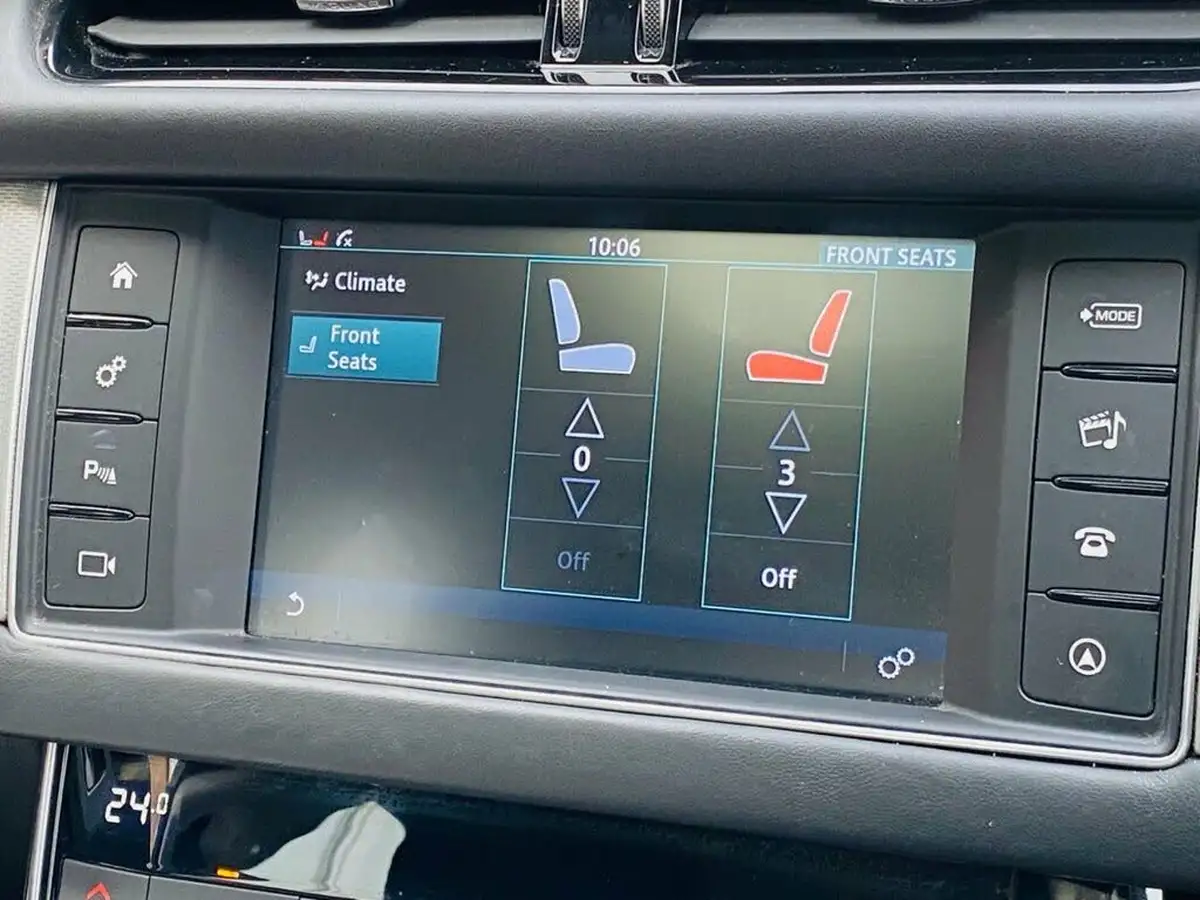 10:06
FRONT SEATS
Climate
Front
Seats
0
3
Off
Off
P
MODE
24.0